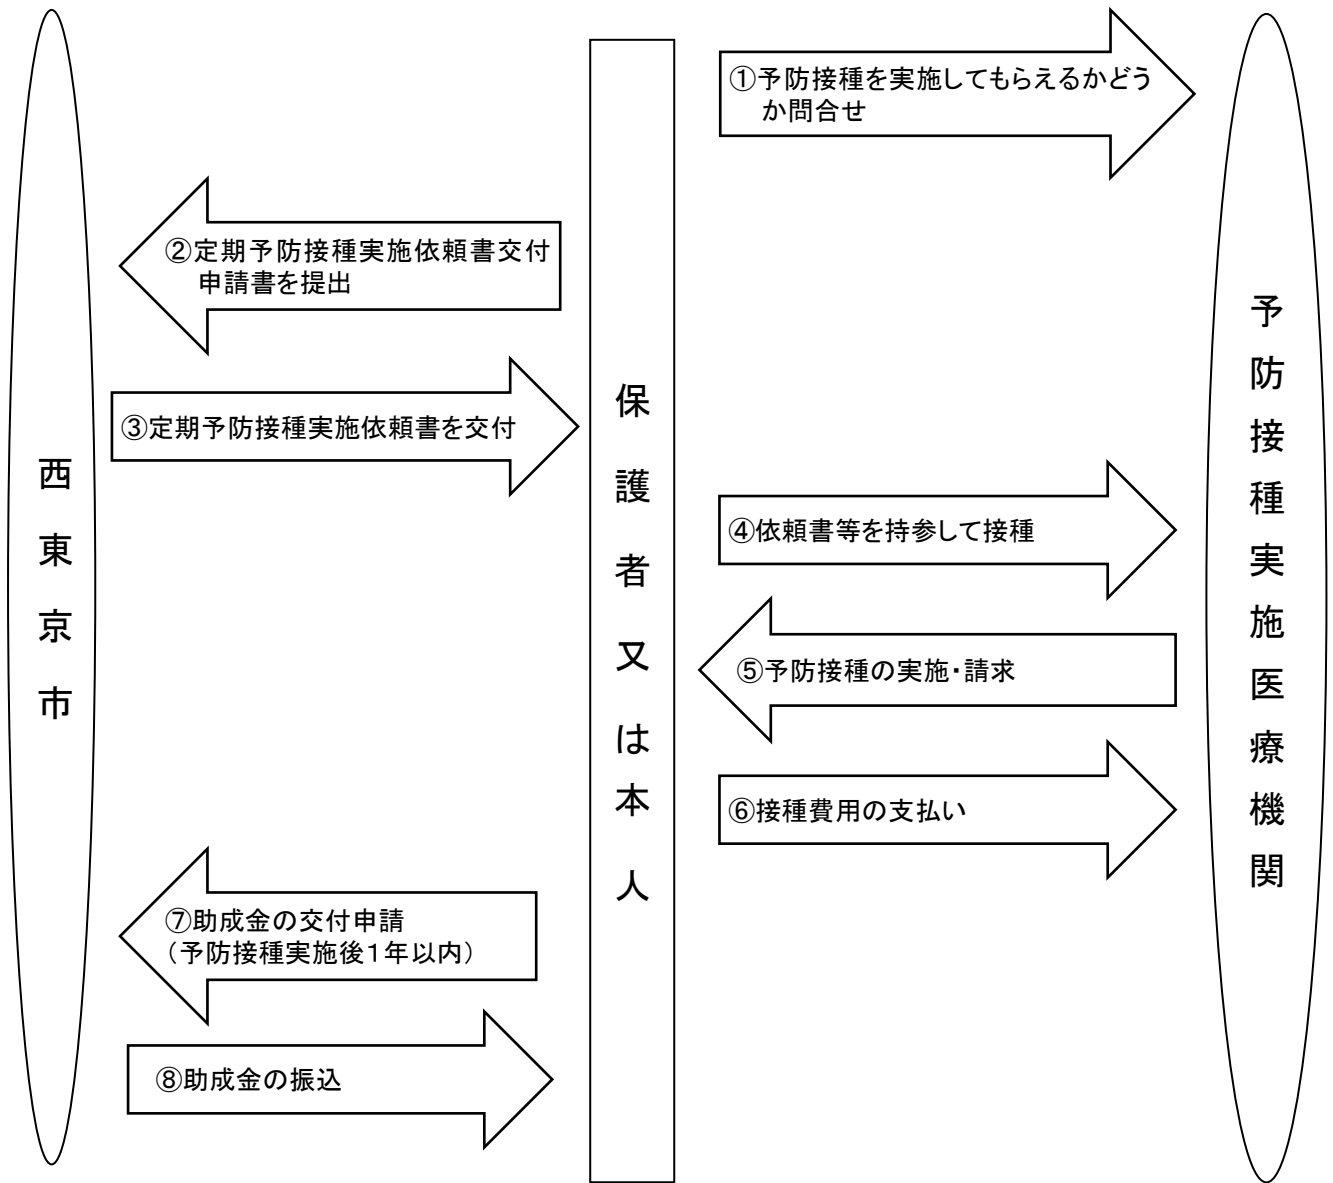 ①予防接種を実施してもらえるかどう
か問合せ
②定期予防接種実施依頼書交付
申請書を提出
③定期予防接種実施依頼書を交付
④依頼書等を持参して接種
⑤予防接種の実施・請求
⑥接種費用の支払い
⑦助成金の交付申請
（予防接種実施後１年以内）
⑧助成金の振込
西東京市
保護者又は本人
予防接種実施医療機関